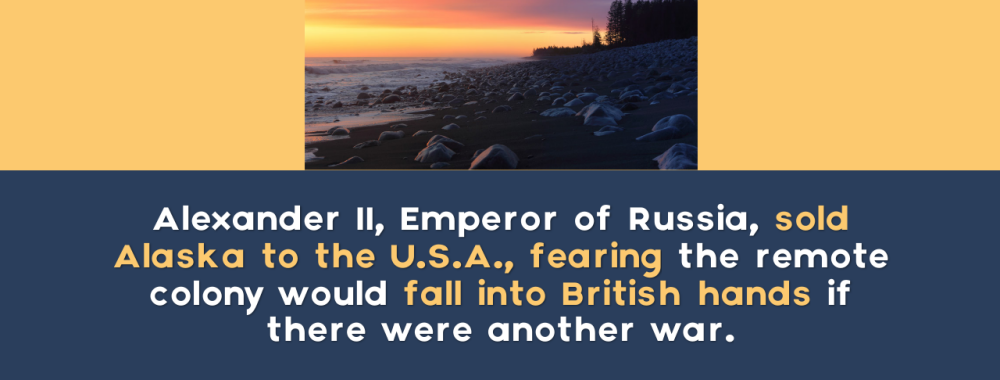 Alexander II, Emperor of Russia, sold
Alaska to the U.S.A., fearing the remote
colony would fall into British hands if
there were another war.